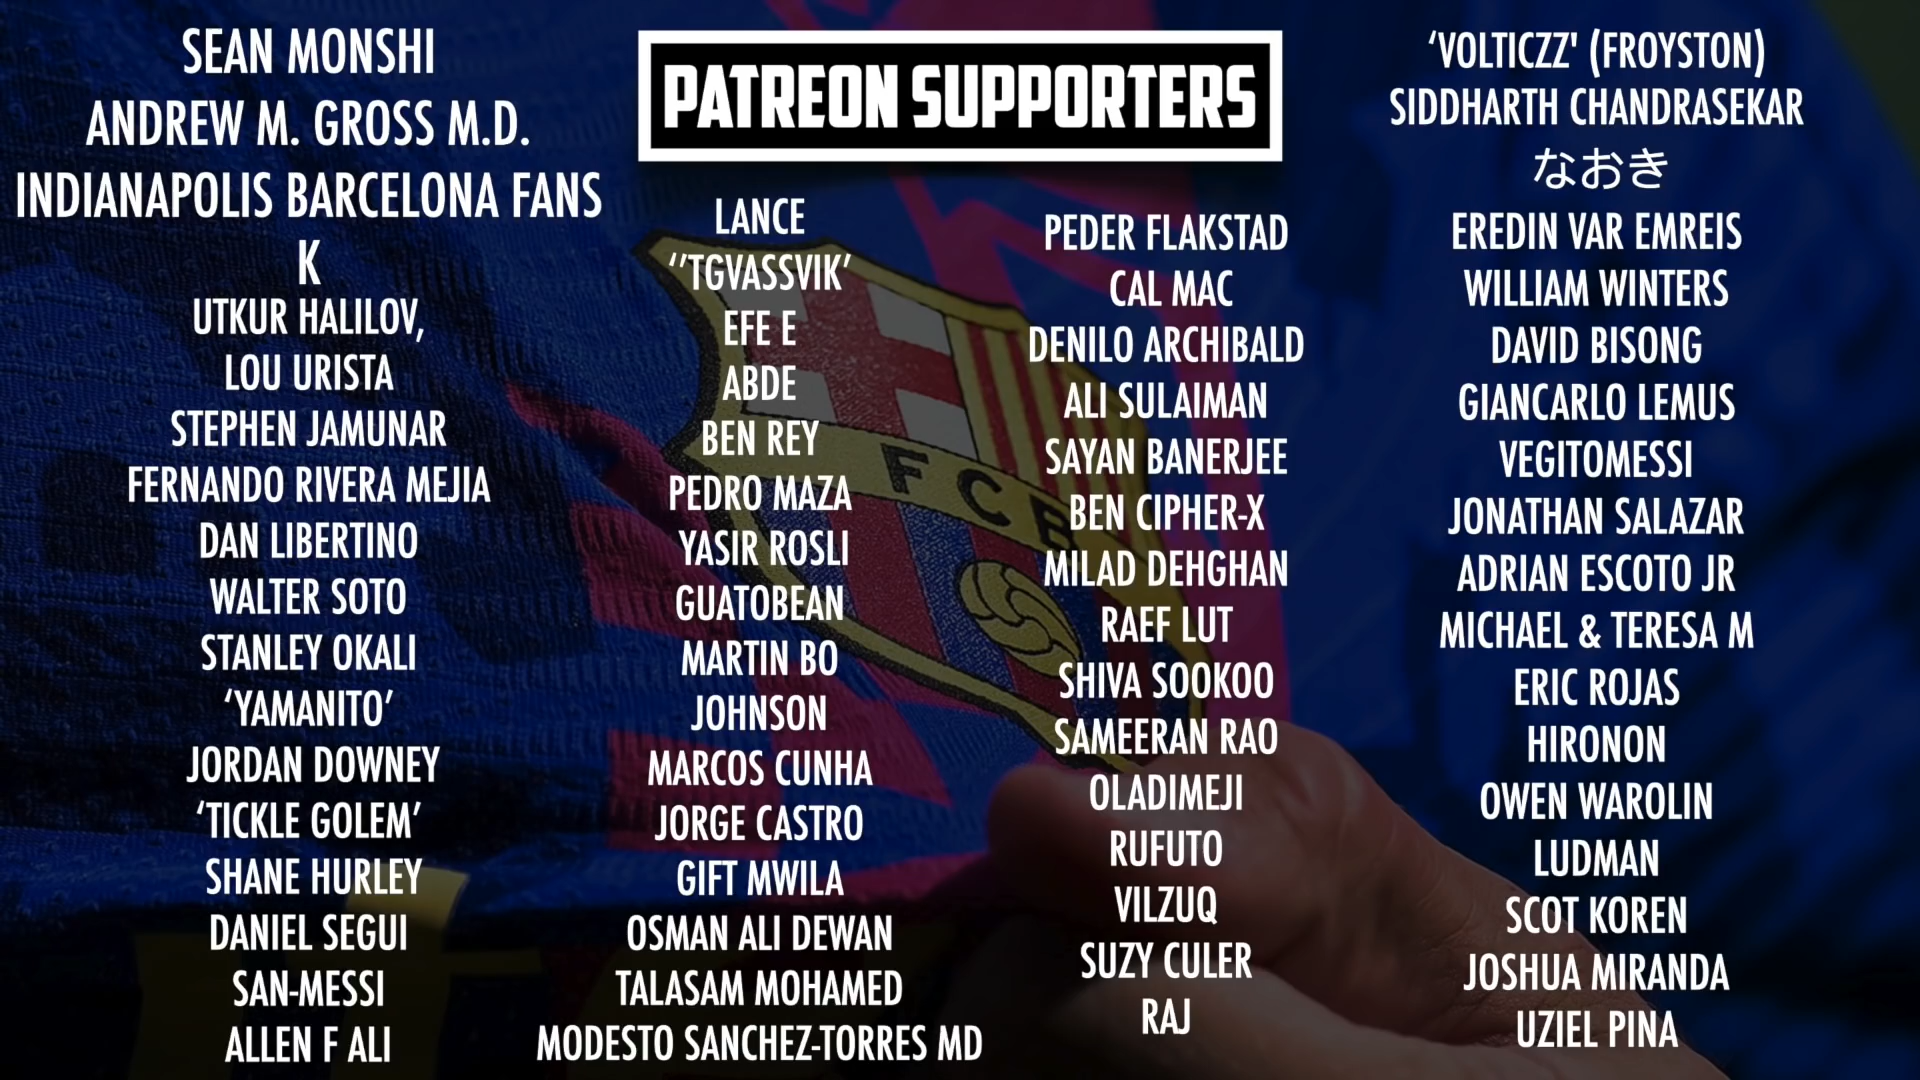 SEAN MONSHI
ANDREW M. GROSS M.D.
INDIANAPOLIS BARCELONA FANS
K
UTKUR HALILOV,
LOU URISTA
STEPHEN JAMUNAR
FERNANDO RIVERA MEJIA
DAN LIBERTINO
WALTER SOTO
STANLEY OKALI
‘YAMANITO’
JORDAN DOWNEY
‘TICKLE GOLEM’
SHANE HURLEY
DANIEL SEGUI
SAN-MESSI
ALLEN F ALI
PATREON SUPPORTERS
LANCE
‘’TGVASSVIK’
EFE E
ABDE
BEN REY
PEDRO MAZA
YASIR ROSLI
GUATOBEAN
MARTIN BO
JOHNSON
MARCOS CUNHA
JORGE CASTRO
GIFT MWILA
OSMAN ALI DEWAN
TALASAM MOHAMED
MODESTO SANCHEZ-TORRES MD
PEDER FLAKSTAD
CAL MAC
DENILO ARCHIBALD
ALI SULAIMAN
SAYAN BANERJEE
BEN CIPHER-X
MILAD DEHGHAN
RAEF LUT
SHIVA SOOKOO
SAMEERAN RAO
OLADIMEJI
RUFUTO
VILZUQ
SUZY CULER
RAJ
‘VOLTICZZ' (FROYSTON)
SIDDHARTH CHANDRASEKAR
なおき
EREDIN VAR EMREIS
WILLIAM WINTERS
DAVID BISONG
GIANCARLO LEMUS
VEGITOMESSI
JONATHAN SALAZAR
ADRIAN ESCOTO JR
MICHAEL & TERESA M
ERIC ROJAS
HIRONON
OWEN WAROLIN
LUDMAN
SCOT KOREN
JOSHUA MIRANDA
UZIEL PINA
FCB